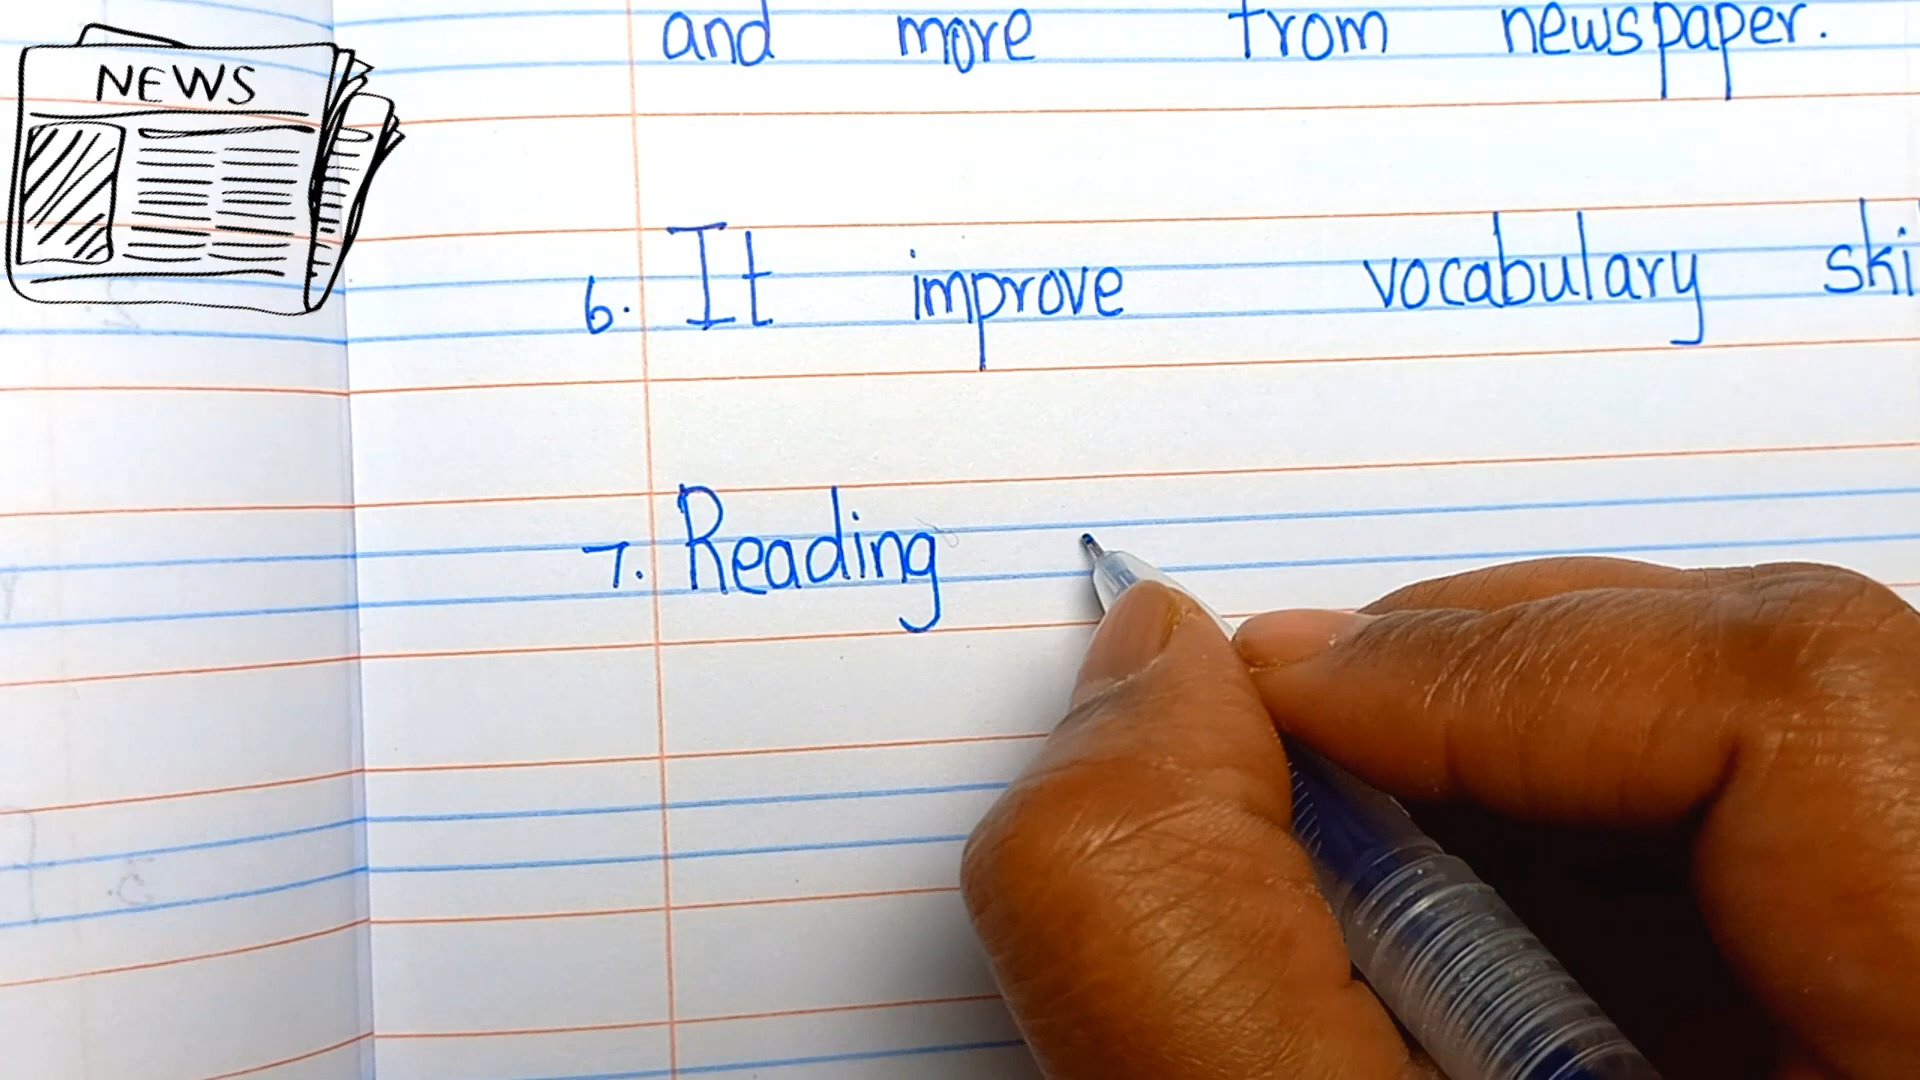 NEWS
and more from newspaper.
6. It improve vocabulary ski
7. Reading